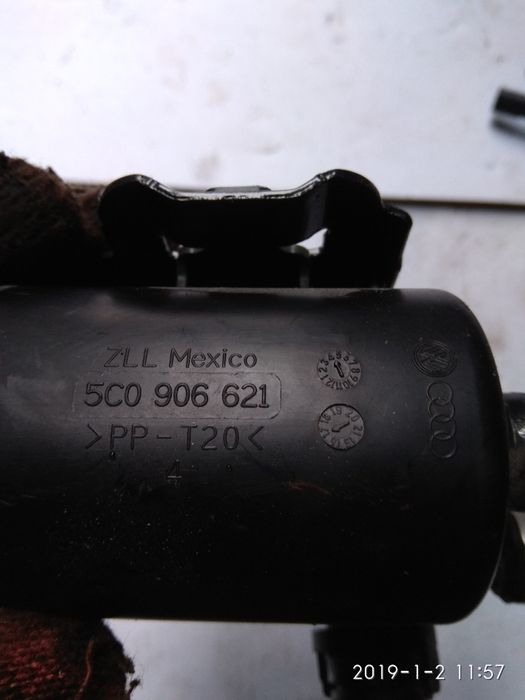 ZLL Mexico
5C0 906 621
>PP-T20<
4
2019-1-2 11:57